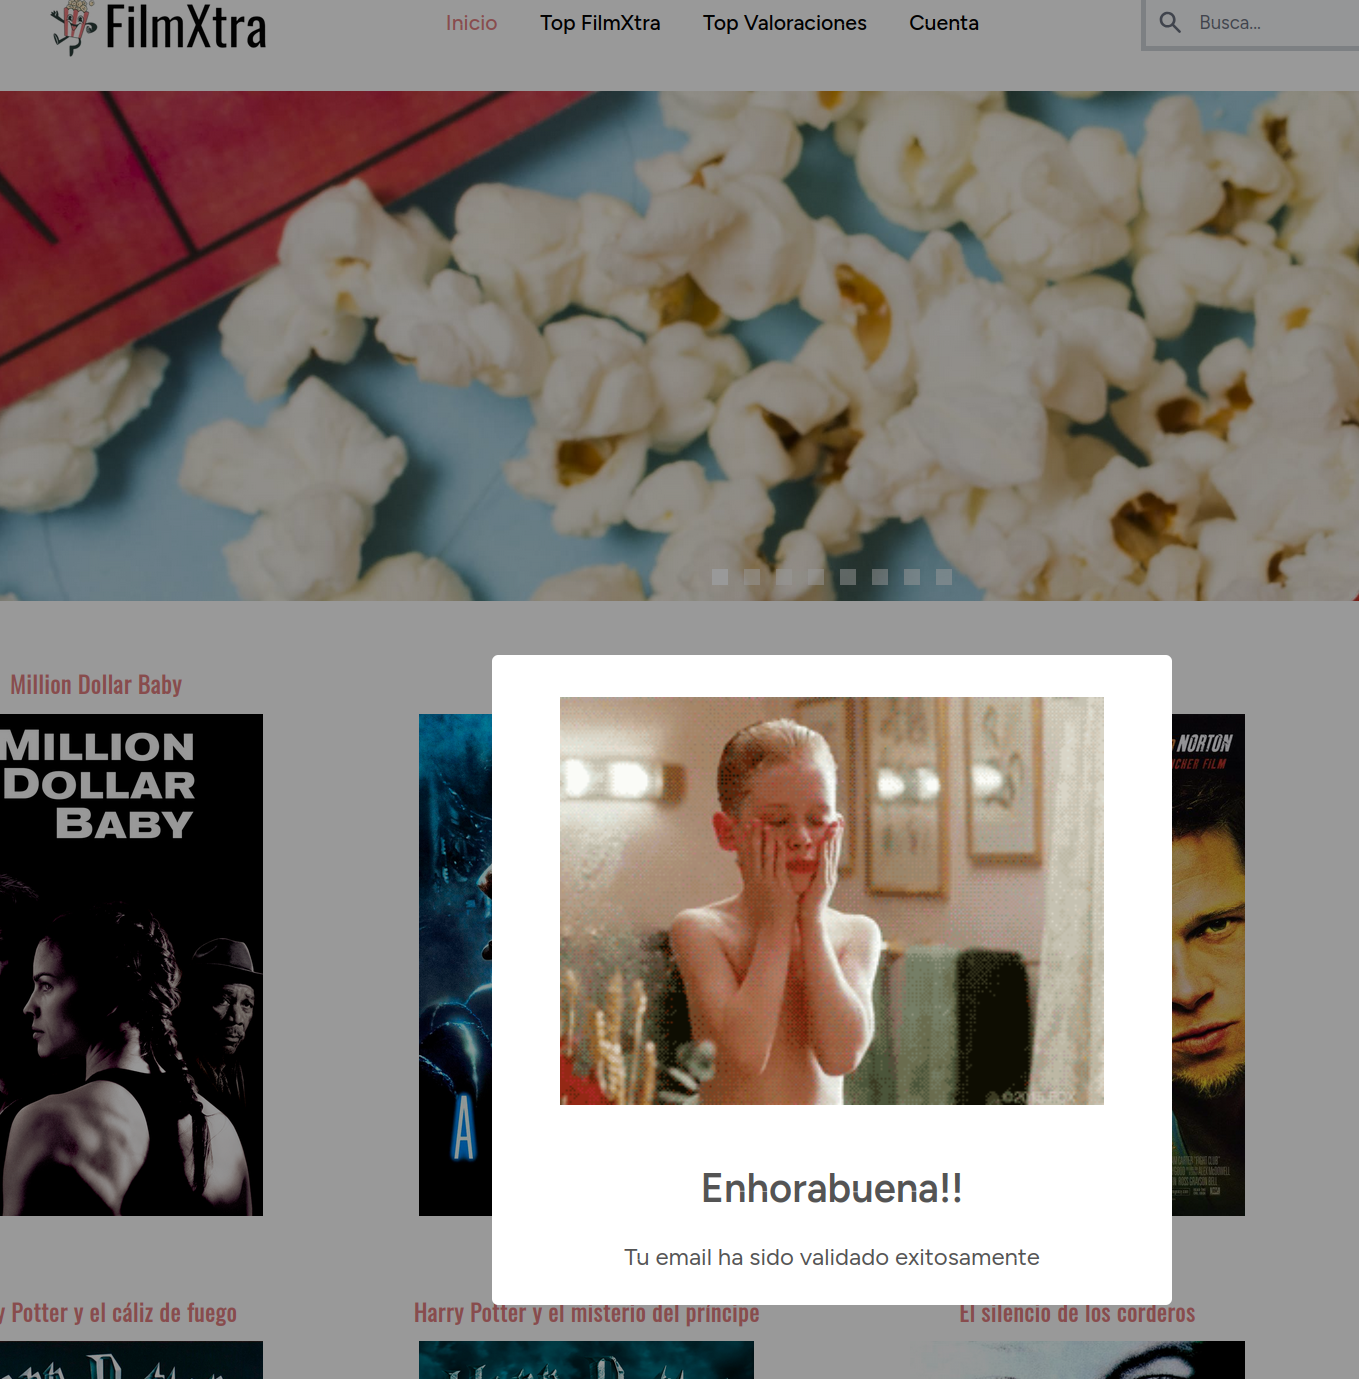 FilmXtra
Inicio Top FilmXtra Top Valoraciones Cuenta
Busca...
Million Dollar Baby
MILLION
DOLLAR
BABY
A
NORTON
CHER FILM
©2015 FOX
Enhorabuena!!
Tu email ha sido validado exitosamente
y Potter y el cáliz de fuego
Harry Potter y el misterio del príncipe
El silencio de los corderos